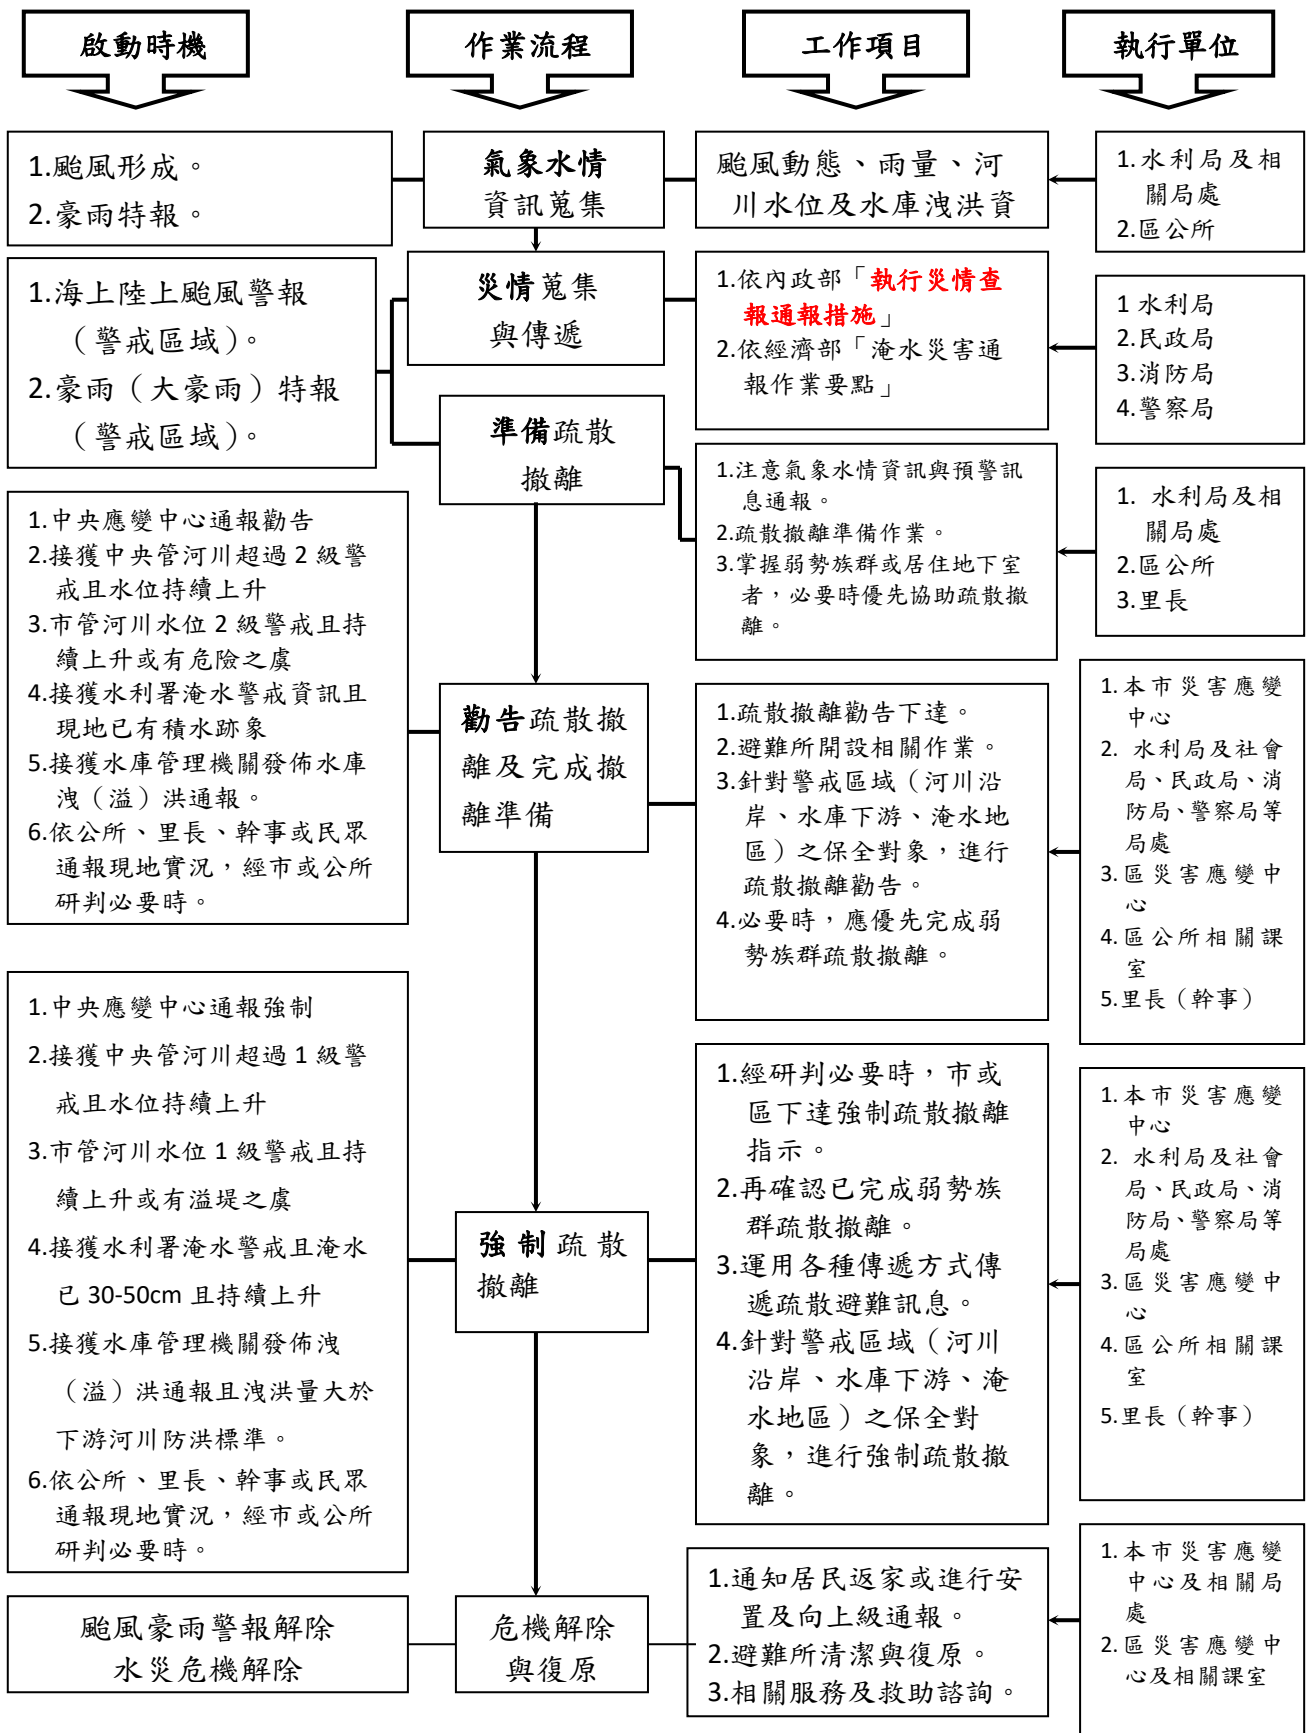 啟動時機
作業流程
工作項目
執行單位
1.颱風形成。
2.豪雨特報。
氣象水情
資訊蒐集
颱風動態、雨量、河
川水位及水庫洩洪資
1.水利局及相
關局處
2.區公所
1.海上陸上颱風警報
（警戒區域）。
2.豪雨（大豪雨）特報
（警戒區域）。
災情蒐集
與傳遞
1.依內政部「執行災情查
報通報措施」
2.依經濟部「淹水災害通
報作業要點」
1 水利局
2.民政局
3.消防局
4.警察局
準備疏散
撤離
1.注意氣象水情資訊與預警訊
息通報。
2.疏散撤離準備作業。
3.掌握弱勢族群或居住地下室
者，必要時優先協助疏散撤
離。
1. 水利局及相
關局處
2.區公所
3.里長
1.中央應變中心通報勸告
2.接獲中央管河川超過 2 級警
戒且水位持續上升
3.市管河川水位 2 級警戒且持
續上升或有危險之虞
4.接獲水利署淹水警戒資訊且
現地已有積水跡象
5.接獲水庫管理機關發佈水庫
洩（溢）洪通報。
6.依公所、里長、幹事或民眾
通報現地實況，經市或公所
研判必要時。
勸告疏散撤
離及完成撤
離準備
1.疏散撤離勸告下達。
2.避難所開設相關作業。
3.針對警戒區域（河川沿
岸、水庫下游、淹水地
區）之保全對象，進行
疏散撤離勸告。
4.必要時，應優先完成弱
勢族群疏散撤離。
1.本市災害應變
中心
2. 水利局及社會
局、民政局、消
防局、警察局等
局處
3.區災害應變中
心
4.區公所相關課
室
5.里長（幹事）
1.中央應變中心通報強制
2.接獲中央管河川超過 1 級警
戒且水位持續上升
3.市管河川水位 1 級警戒且持
續上升或有溢堤之虞
4.接獲水利署淹水警戒且淹水
已 30-50cm 且持續上升
5.接獲水庫管理機關發佈洩
（溢）洪通報且洩洪量大於
下游河川防洪標準。
6.依公所、里長、幹事或民眾
通報現地實況，經市或公所
研判必要時。
強制疏散
撤離
1.經研判必要時，市或
區下達強制疏散撤離
指示。
2.再確認已完成弱勢族
群疏散撤離。
3.運用各種傳遞方式傳
遞疏散避難訊息。
4.針對警戒區域（河川
沿岸、水庫下游、淹
水地區）之保全對
象，進行強制疏散撤
離。
1.本市災害應變
中心
2. 水利局及社會
局、民政局、消
防局、警察局等
局處
3.區災害應變中
心
4.區公所相關課
室
5.里長（幹事）
颱風豪雨警報解除
水災危機解除
危機解除
與復原
1.通知居民返家或進行安
置及向上級通報。
2.避難所清潔與復原。
3.相關服務及救助諮詢。
1.本市災害應變
中心及相關局
處
2.區災害應變中
心及相關課室